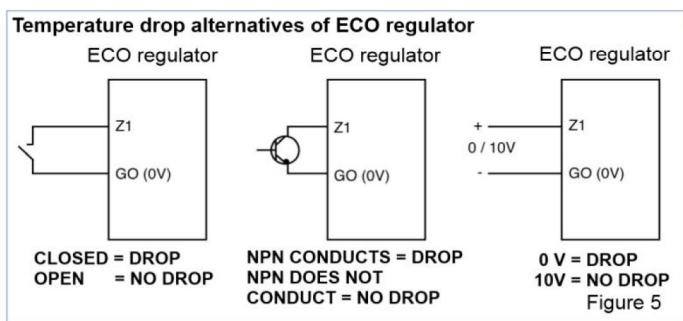 Temperature drop alternatives of ECO regulator
ECO regulator
Z1
GO (0V)
CLOSED = DROP
OPEN = NO DROP
ECO regulator
Z1
GO (0V)
NPN CONDUCTS = DROP
NPN DOES NOT
CONDUCT = NO DROP
ECO regulator
+
0 / 10V
-
Z1
GO (0V)
0 V = DROP
10V = NO DROP
Figure 5